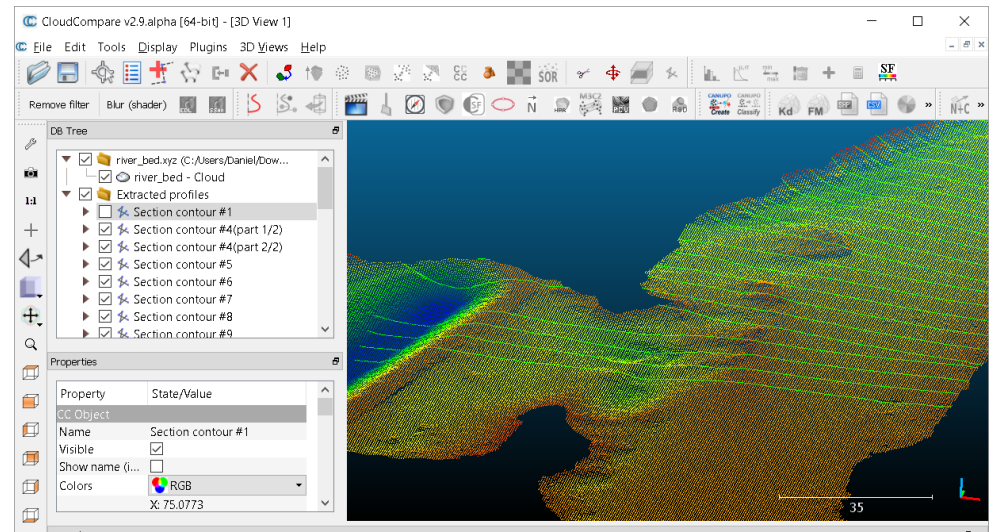 CloudCompare v2.9.alpha [64-bit] - [3D View 1]
File Edit Tools Display Plugins 3D Views Help
SOR SF
Remove filter Blur (shader) SF N M3C2 CANUPO Create CANUPO Classify Kd FM SHP CSV » N+C »
DB Tree
river_bed.xyz (C:/Users/Daniel/Dow...
river_bed - Cloud
Extracted profiles
1:1
Section contour #1
Section contour #4(part 1/2)
Section contour #4(part 2/2)
Section contour #5
Section contour #6
Section contour #7
Section contour #8
Section contour #9
Properties
Property State/Value
CC Object
Name Section contour #1
Visible
Show name (i...
Colors RGB
X: 75.0773
35